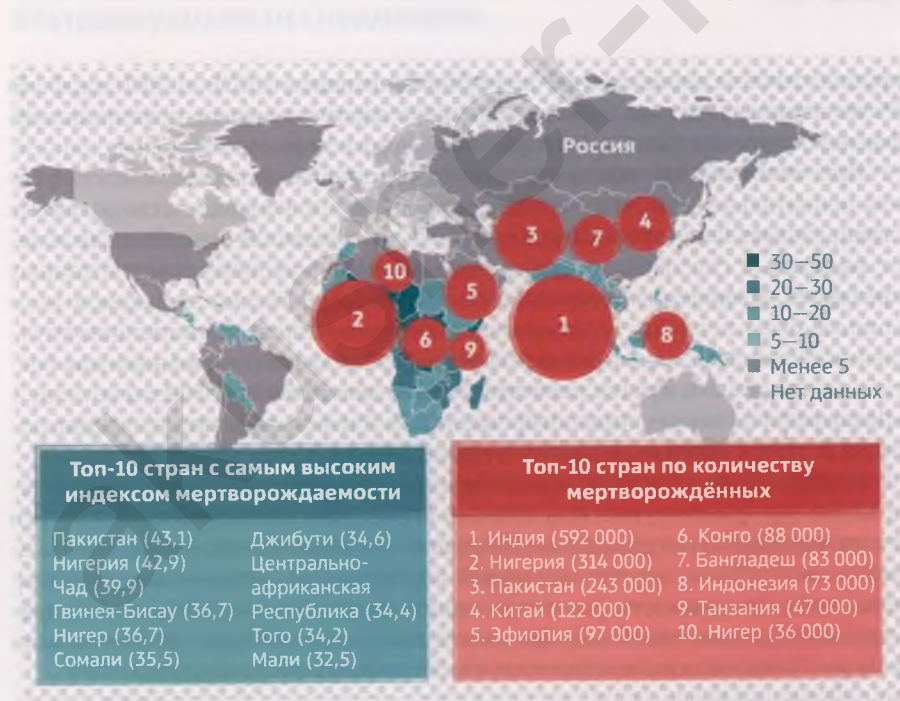 Россия
3
7
4
10
5
2
1
6
9
8
30–50
20–30
10–20
5–10
Менее 5
Нет данных
Топ-10 стран с самым высоким
индексом мертворождаемости
Пакистан (43,1)
Нигерия (42,9)
Чад (39,9)
Гвинея-Бисау (36,7)
Нигер (36,7)
Сомали (35,5)
Джибути (34,6)
Центрально-
африканская
Республика (34,4)
Того (34,2)
Мали (32,5)
Топ-10 стран по количеству
мертворождённых
1. Индия (592 000)
2. Нигерия (314 000)
3. Пакистан (243 000)
4. Китай (122 000)
5. Эфиопия (97 000)
6. Конго (88 000)
7. Бангладеш (83 000)
8. Индонезия (73 000)
9. Танзания (47 000)
10. Нигер (36 000)